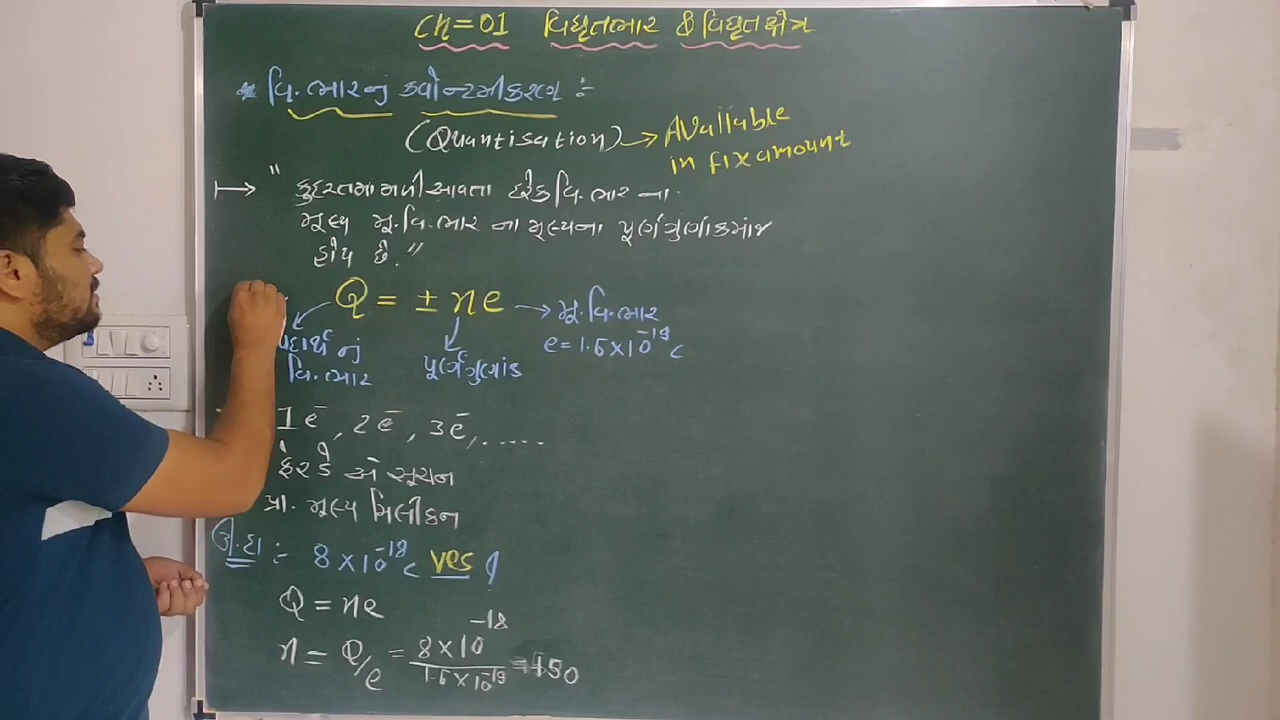 Ch=01 વિદ્યુતભાર & વિદ્યુતક્ષેત્ર
* વિ.ભારનું ક્વોન્ટમીકરણ :-
(Quantisation) → Available in fix amount
→ " કુદરતમા મળી આવતા દરેક વિ.ભાર ના
મૂલ્ય મૂ.વિ.ભાર ના મૂલ્યના પૂર્ણગુણાંકમાંજ
હોય છે."
Q = ± ne → મૂ.વિ.ભાર
e = 1.6×10⁻¹⁹ c
પદાર્થનું
વિ.ભાર
પૂર્ણગુણાંક
1e⁻, 2e⁻, 3e⁻, .....
ફેરડે એ સૂચન
પ્રા. મૂલ્ય મિલીકન
ઉ.દા :- 8×10⁻¹⁸ c yes !
Q = ne
n = Q/e = 8×10⁻¹⁸ / 1.6×10⁻¹⁹ = 50